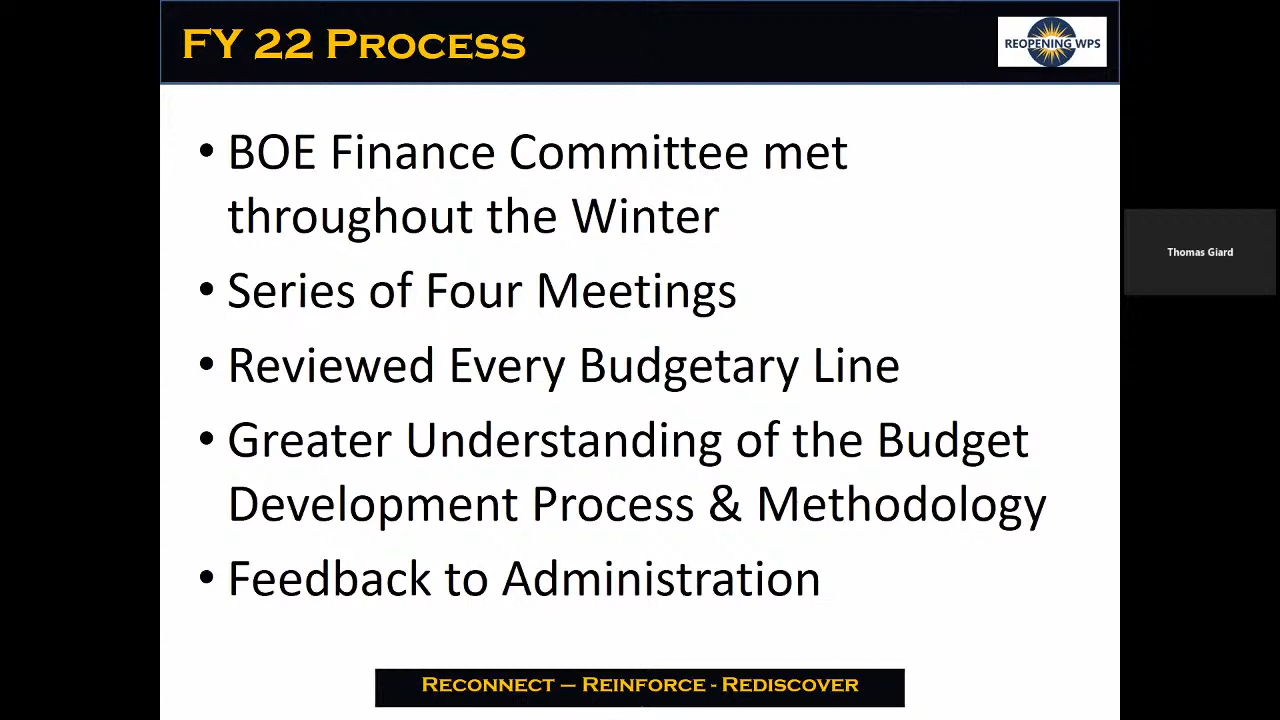 FY 22 Process
REOPENING WPS
• BOE Finance Committee met
throughout the Winter
• Series of Four Meetings
• Reviewed Every Budgetary Line
• Greater Understanding of the Budget
Development Process & Methodology
• Feedback to Administration
Thomas Giard
Reconnect – Reinforce - Rediscover